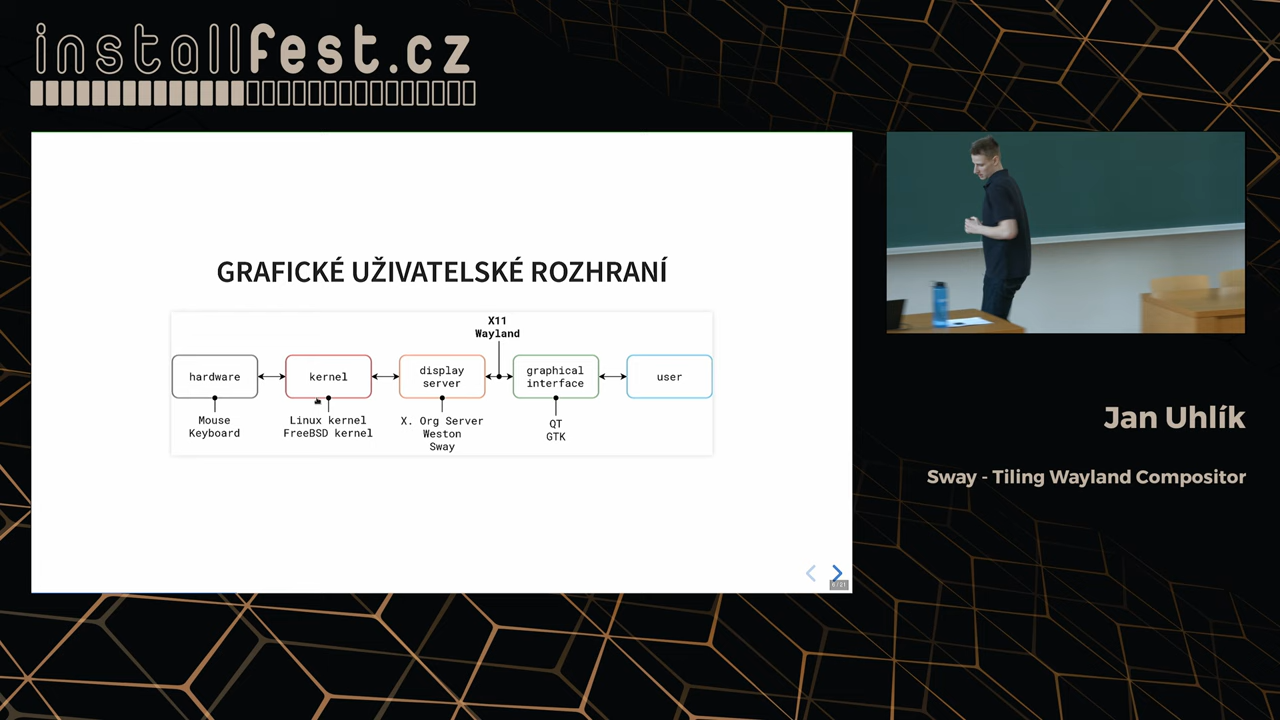 installfest.cz
GRAFICKÉ UŽIVATELSKÉ ROZHRANÍ
X11
Wayland
hardware
kernel
display
server
graphical
interface
user
Mouse
Keyboard
Linux kernel
FreeBSD kernel
X. Org Server
Weston
Sway
QT
GTK
Jan Uhlík
Sway - Tiling Wayland Compositor